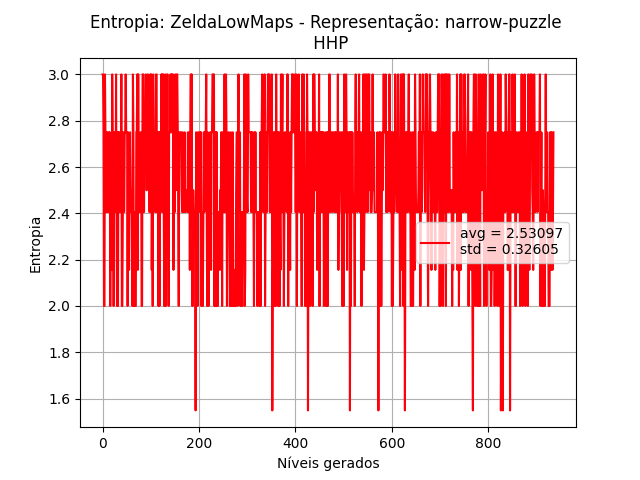 Entropia: ZeldaLowMaps - Representação: narrow-puzzle
HHP
3.0
2.8
2.6
2.4
2.2
2.0
1.8
1.6
Entropia
avg = 2.53097
std = 0.32605
0 200 400 600 800
Níveis gerados